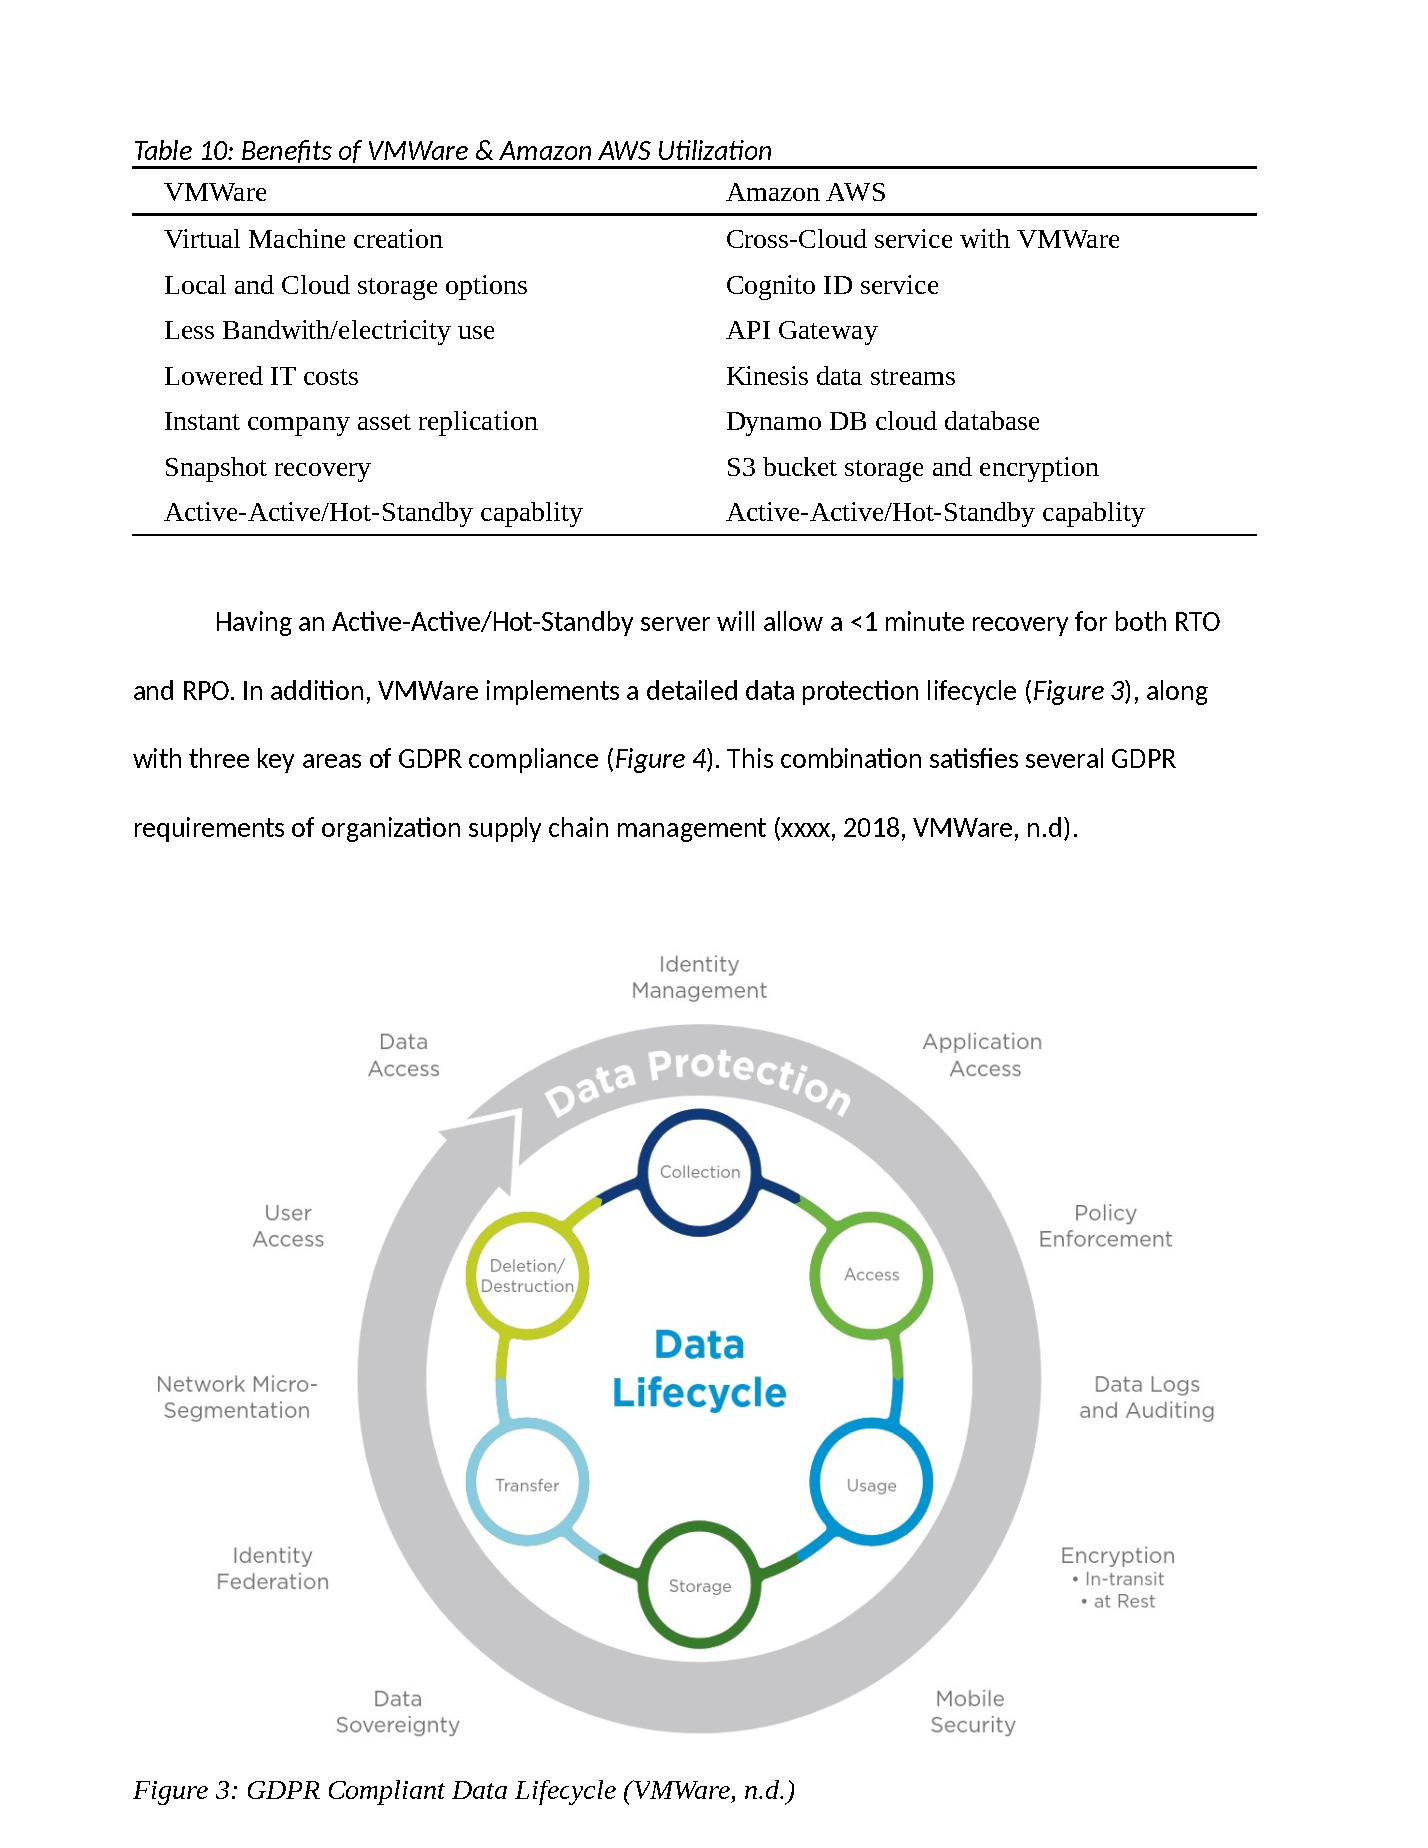 Table 10: Benefits of VMWare & Amazon AWS Utilization
VMWare Amazon AWS
Virtual Machine creation Cross-Cloud service with VMWare
Local and Cloud storage options Cognito ID service
Less Bandwith/electricity use API Gateway
Lowered IT costs Kinesis data streams
Instant company asset replication Dynamo DB cloud database
Snapshot recovery S3 bucket storage and encryption
Active-Active/Hot-Standby capablity Active-Active/Hot-Standby capablity
Having an Active-Active/Hot-Standby server will allow a <1 minute recovery for both RTO
and RPO. In addition, VMWare implements a detailed data protection lifecycle (Figure 3), along
with three key areas of GDPR compliance (Figure 4). This combination satisfies several GDPR
requirements of organization supply chain management (xxxx, 2018, VMWare, n.d).
Identity
Management
Data
Access
Application
Access
Data Protection
Collection
User
Access
Policy
Enforcement
Deletion/
Destruction
Access
Data
Lifecycle
Network Micro-
Segmentation
Data Logs
and Auditing
Transfer
Usage
Identity
Federation
Encryption
• In-transit
• at Rest
Storage
Data
Sovereignty
Mobile
Security
Figure 3: GDPR Compliant Data Lifecycle (VMWare, n.d.)